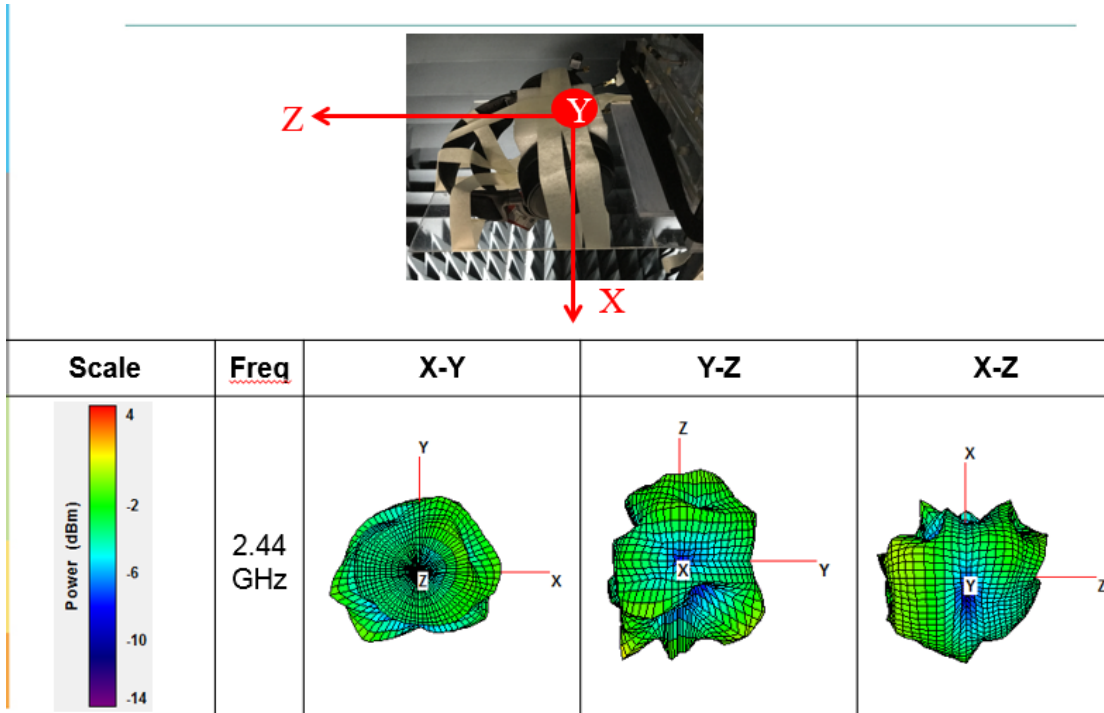 Y
Z
X
Scale Freq X-Y Y-Z X-Z
Power (dBm)
4
-2
-6
-10
-14
2.44
GHz
Y
Z
X
Z
X
Y
X
Y
Z